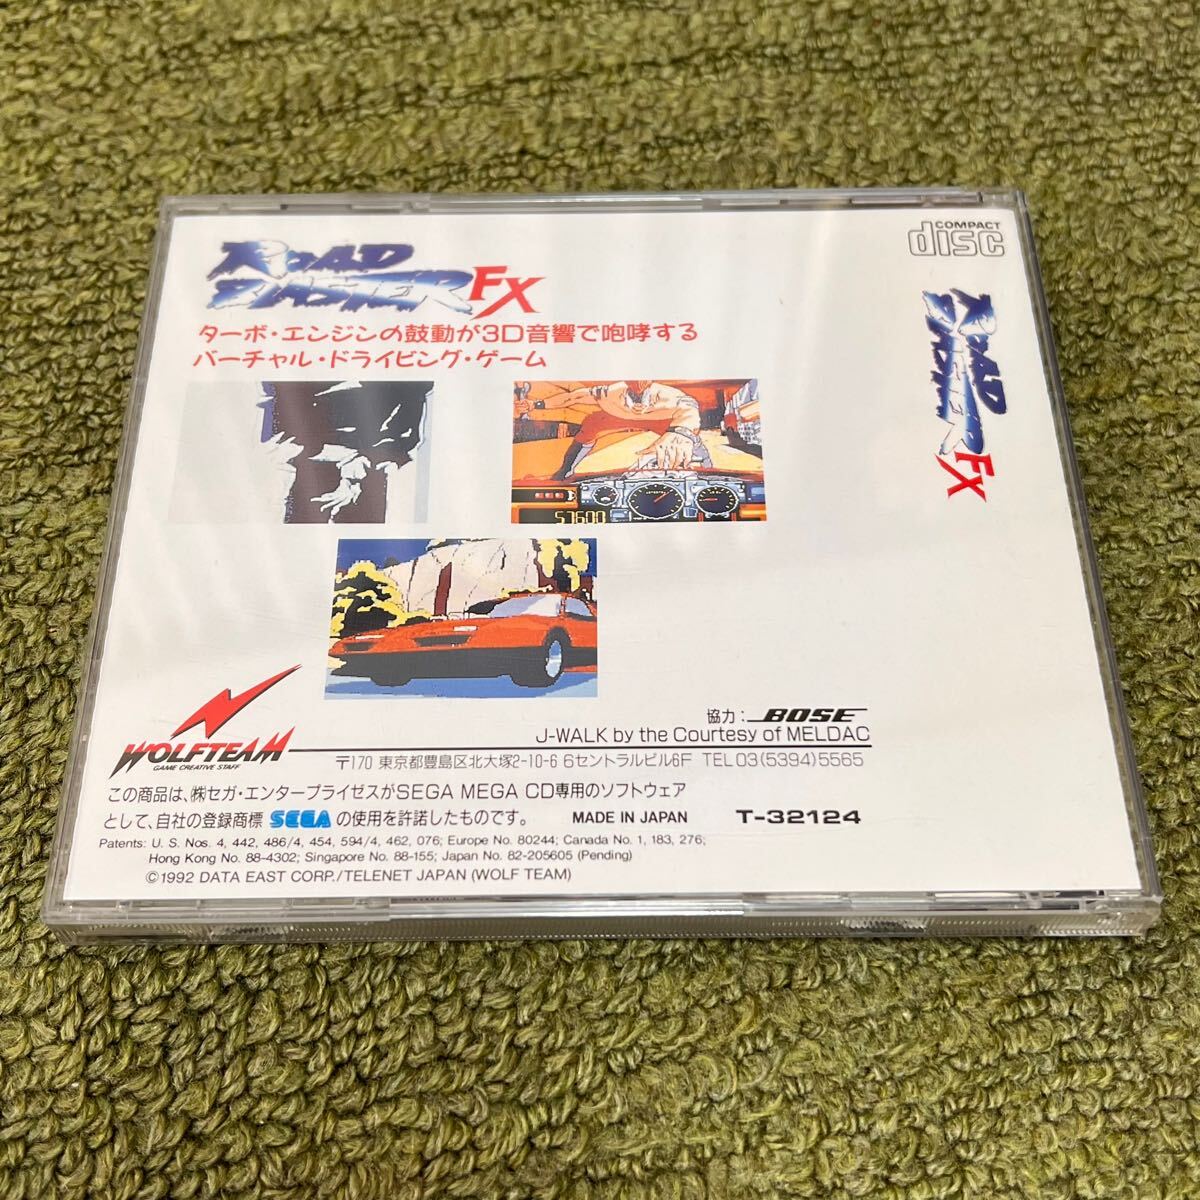 ROAD
BLASTER FX
COMPACT
disc
ROAD
BLASTER
FX
ターボ・エンジンの鼓動が3D音響で咆哮する
バーチャル・ドライビング・ゲーム
57600
協力： BOSE
J-WALK by the Courtesy of MELDAC
WOLFTEAM
GAME CREATIVE STAFF
〒170 東京都豊島区北大塚2-10-6 6セントラルビル6F TEL 03(5394)5565
この商品は、㈱セガ・エンタープライゼスがSEGA MEGA CD専用のソフトウェア
として、自社の登録商標 SEGA の使用を許諾したものです。 MADE IN JAPAN T-32124
Patents: U. S. Nos. 4, 442, 486/4, 454, 594/4, 462, 076; Europe No. 80244; Canada No. 1, 183, 276;
Hong Kong No. 88-4302; Singapore No. 88-155; Japan No. 82-205605 (Pending)
©1992 DATA EAST CORP./TELENET JAPAN (WOLF TEAM)